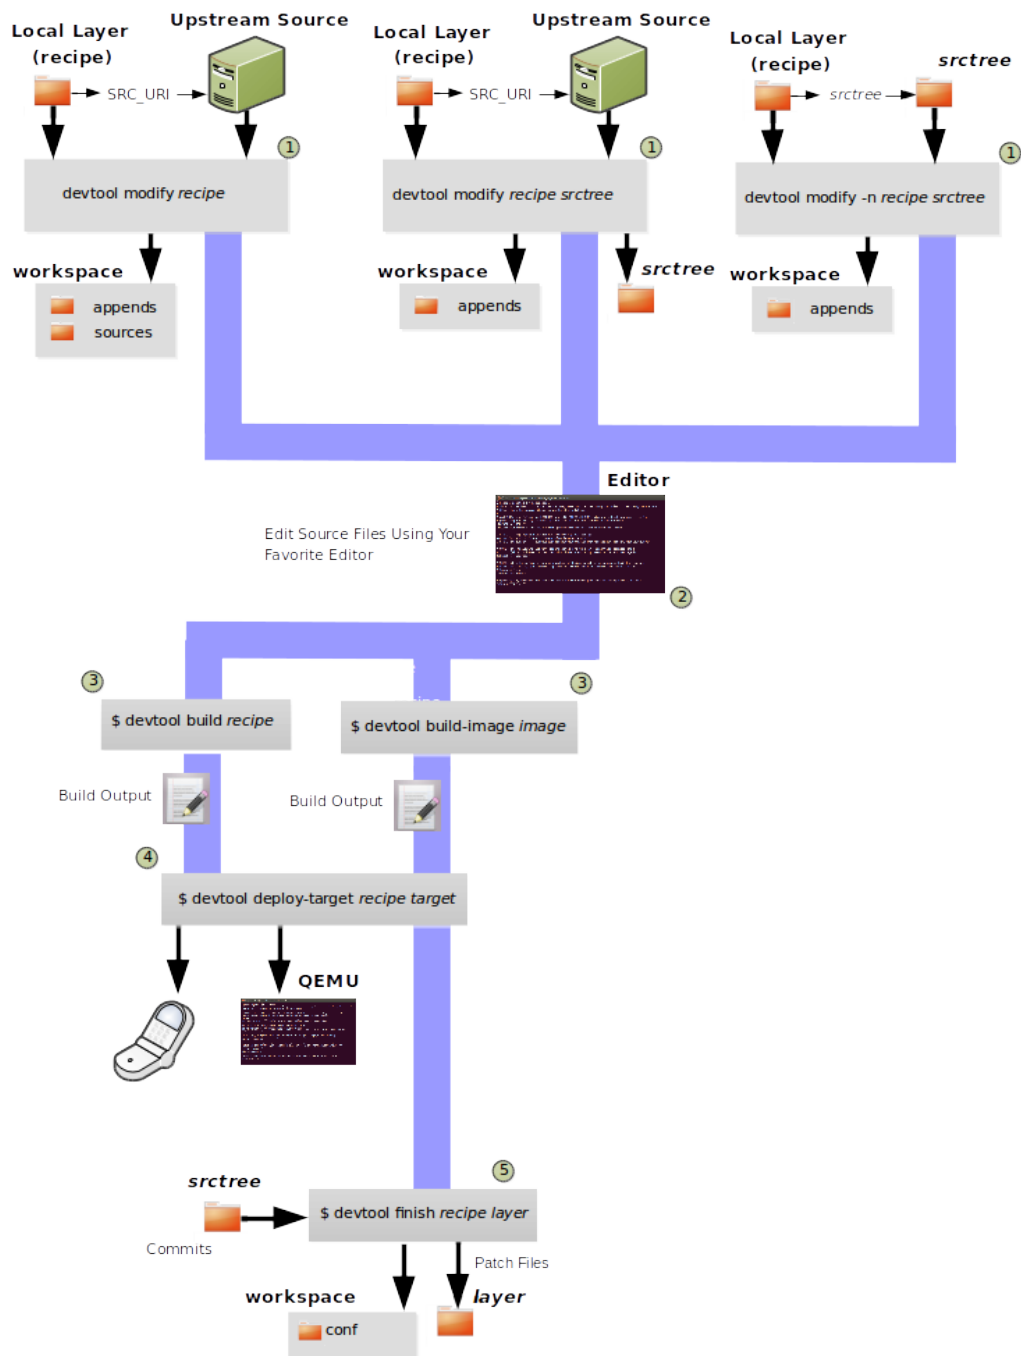 Local Layer
(recipe)
Upstream Source
SRC_URI
1
devtool modify recipe
workspace
appends
sources
Local Layer
(recipe)
Upstream Source
SRC_URI
1
devtool modify recipe srctree
workspace
appends
srctree
Local Layer
(recipe)
srctree
srctree
1
devtool modify -n recipe srctree
workspace
appends
Editor
Edit Source Files Using Your
Favorite Editor
2
3
$ devtool build recipe
3
$ devtool build-image image
Build Output
Build Output
4
$ devtool deploy-target recipe target
QEMU
5
srctree
$ devtool finish recipe layer
Commits
Patch Files
workspace
layer
conf